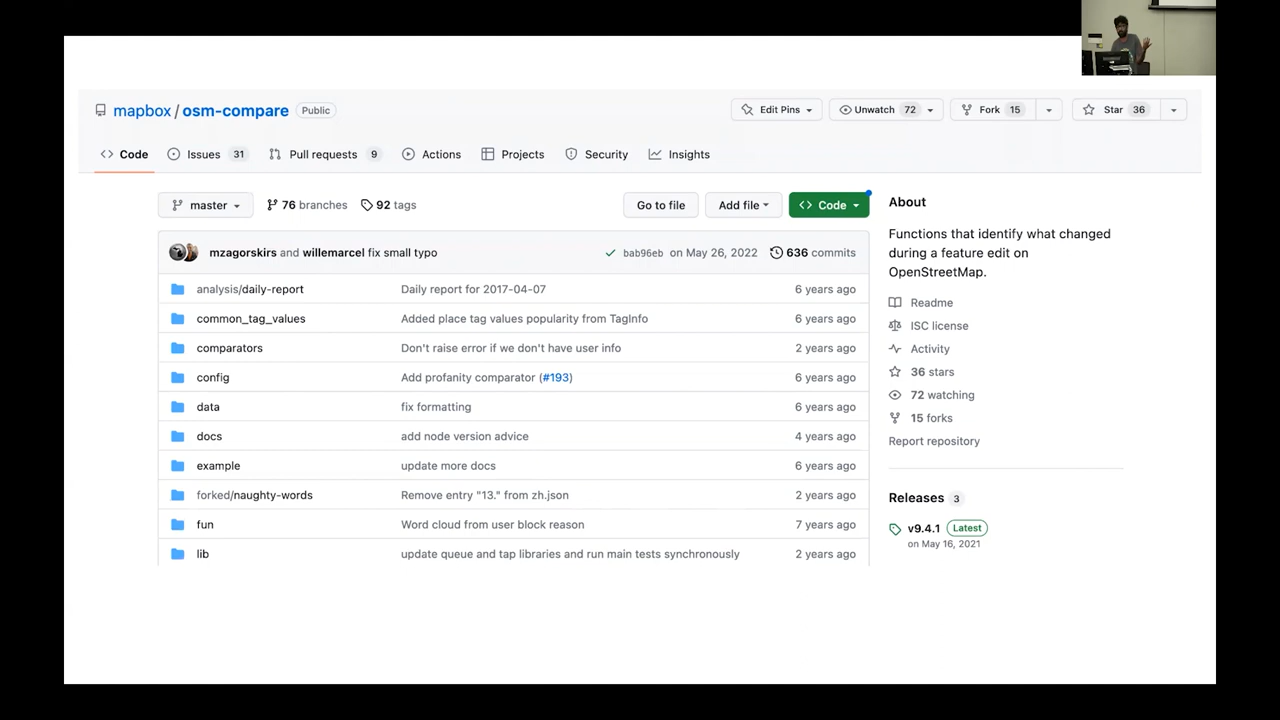 mapbox / osm-compare Public
Edit Pins Unwatch 72 Fork 15 Star 36
Code Issues 31 Pull requests 9 Actions Projects Security Insights
master 76 branches 92 tags Go to file Add file Code
mzagorskirs and willemarcel fix small typo bab96eb on May 26, 2022 636 commits
analysis/daily-report Daily report for 2017-04-07 6 years ago
common_tag_values Added place tag values popularity from TagInfo 6 years ago
comparators Don't raise error if we don't have user info 2 years ago
config Add profanity comparator (#193) 6 years ago
data fix formatting 6 years ago
docs add node version advice 4 years ago
example update more docs 6 years ago
forked/naughty-words Remove entry "13." from zh.json 2 years ago
fun Word cloud from user block reason 7 years ago
lib update queue and tap libraries and run main tests synchronously 2 years ago
About
Functions that identify what changed
during a feature edit on
OpenStreetMap.
Readme
ISC license
Activity
36 stars
72 watching
15 forks
Report repository
Releases 3
v9.4.1 Latest
on May 16, 2021